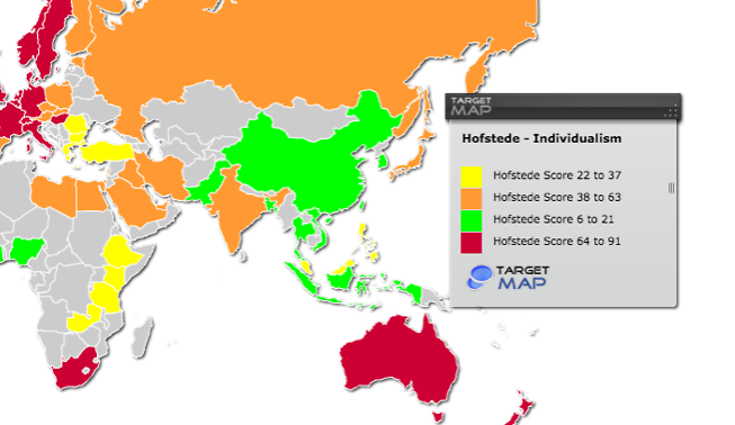 TARGET
MAP
Hofstede - Individualism
Hofstede Score 22 to 37
Hofstede Score 38 to 63
Hofstede Score 6 to 21
Hofstede Score 64 to 91
TARGET
MAP